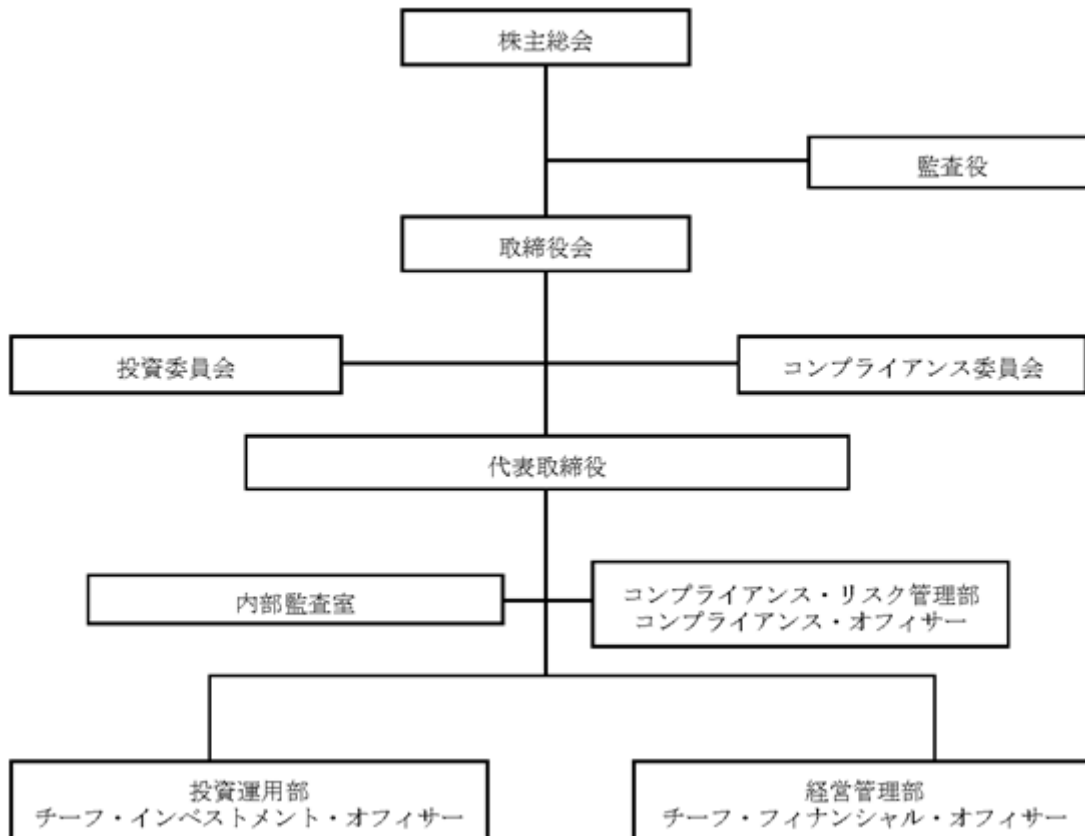 株主総会
監査役
取締役会
投資委員会
コンプライアンス委員会
代表取締役
内部監査室
コンプライアンス・リスク管理部
コンプライアンス・オフィサー
投資運用部
チーフ・インベストメント・オフィサー
経営管理部
チーフ・フィナンシャル・オフィサー